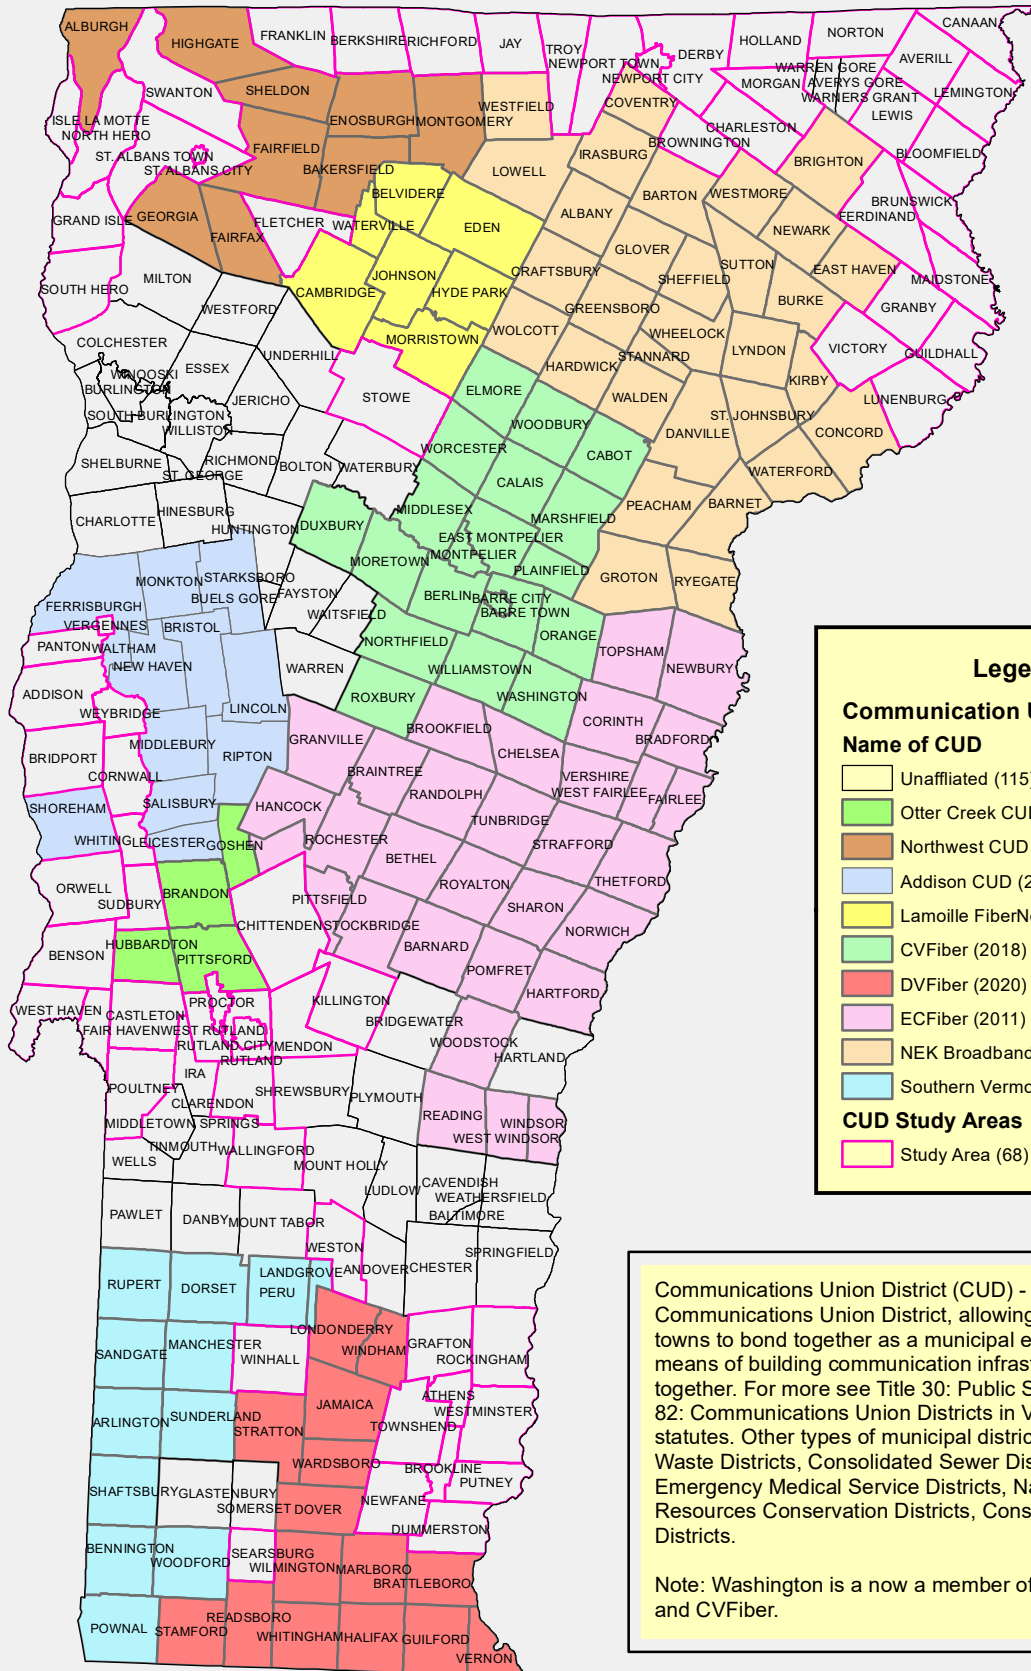 ALBURGH
HIGHGATE
FRANKLIN
BERKSHIRE
RICHFORD
JAY
TROY
NEWPORT TOWN
DERBY
HOLLAND
NORTON
CANAAN
NEWPORT CITY
MORGAN
WARREN GORE
AVERYS GORE
WARNERS GRANT
AVERILL
LEMINGTON
LEWIS
SWANTON
SHELDON
ENOSBURGH
MONTGOMERY
WESTFIELD
COVENTRY
BROWNINGTON
CHARLESTON
BLOOMFIELD
ISLE LA MOTTE
NORTH HERO
ST. ALBANS TOWN
ST. ALBANS CITY
FAIRFIELD
BAKERSFIELD
LOWELL
IRASBURG
BRIGHTON
BELVIDERE
BARTON
WESTMORE
BRUNSWICK
FERDINAND
GRAND ISLE
GEORGIA
FAIRFAX
FLETCHER
WATERVILLE
EDEN
ALBANY
NEWARK
GLOVER
SUTTON
SHEFFIELD
EAST HAVEN
MAIDSTONE
SOUTH HERO
MILTON
CAMBRIDGE
JOHNSON
HYDE PARK
CRAFTSBURY
BURKE
GRANBY
WESTFORD
GREENSBORO
WOLCOTT
WHEELOCK
COLCHESTER
MORRISTOWN
UNDERHILL
STANNARD
LYNDON
VICTORY
GUILDHALL
WINOOSKI
ESSEX
BURLINGTON
HARDWICK
KIRBY
JERICHO
STOWE
ELMORE
WALDEN
LUNENBURG
SOUTH BURLINGTON
WILLISTON
WOODBURY
ST. JOHNSBURY
DANVILLE
CONCORD
SHELBURNE
RICHMOND
ST. GEORGE
BOLTON
WATERBURY
WORCESTER
CABOT
WATERFORD
CALAIS
CHARLOTTE
HINESBURG
HUNTINGTON
DUXBURY
MIDDLESEX
MARSHFIELD
PEACHAM
BARNET
EAST MONTPELIER
MONTPELIER
MORETOWN
PLAINFIELD
GROTON
RYEGATE
MONKTON
STARKSBORO
BUELS GORE
FAYSTON
BERLIN
BARRE CITY
BARRE TOWN
FERRISBURGH
VERGENNES
WAITSFIELD
BRISTOL
NORTHFIELD
ORANGE
TOPSHAM
NEWBURY
PANTON
WALTHAM
NEW HAVEN
WARREN
WILLIAMSTOWN
ADDISON
WEYBRIDGE
LINCOLN
ROXBURY
WASHINGTON
BROOKFIELD
CORINTH
BRADFORD
MIDDLEBURY
GRANVILLE
CHELSEA
BRIDPORT
CORNWALL
RIPTON
BRAINTREE
VERSHIRE
WEST FAIRLEE
FAIRLEE
SHOREHAM
SALISBURY
HANCOCK
RANDOLPH
TUNBRIDGE
WHITING
LEICESTER
GOSHEN
ROCHESTER
BETHEL
STRAFFORD
ORWELL
SUDBURY
BRANDON
PITTSFIELD
ROYALTON
THETFORD
SHARON
CHITTENDEN
STOCKBRIDGE
BARNARD
NORWICH
BENSON
HUBBARDTON
PITTSFORD
POMFRET
HARTFORD
WEST HAVEN
FAIR HAVEN
CASTLETON
PROCTOR
WEST RUTLAND
RUTLAND CITY
RUTLAND
MENDON
KILLINGTON
BRIDGEWATER
WOODSTOCK
HARTLAND
POULTNEY
IRA
CLARENDON
SHREWSBURY
PLYMOUTH
READING
WINDSOR
WEST WINDSOR
MIDDLETOWN SPRINGS
TINMOUTH
WALLINGFORD
WELLS
MOUNT HOLLY
LUDLOW
CAVENDISH
WEATHERSFIELD
BALTIMORE
PAWLET
DANBY
MOUNT TABOR
WESTON
ANDOVER
CHESTER
SPRINGFIELD
RUPERT
DORSET
LANDGROVE
PERU
LONDONDERRY
WINDHAM
GRAFTON
ROCKINGHAM
SANDGATE
MANCHESTER
WINHALL
JAMAICA
ATHENS
WESTMINSTER
TOWNSHEND
ARLINGTON
SUNDERLAND
STRATTON
WARDSBORO
BROOKLINE
PUTNEY
SHAFTSBURY
GLASTENBURY
SOMERSET
DOVER
NEWFANE
DUMMERSTON
BENNINGTON
WOODFORD
SEARSBURG
WILMINGTON
MARLBORO
BRATTLEBORO
POWNAL
STAMFORD
READSBORO
WHITINGHAM
HALIFAX
GUILFORD
VERNON
Lege
Communication U
Name of CUD
Unaffliated (115)
Otter Creek CUD
Northwest CUD
Addison CUD (2
Lamoille FiberNe
CVFiber (2018)
DVFiber (2020)
ECFiber (2011)
NEK Broadband
Southern Vermo
CUD Study Areas
Study Area (68)
Communications Union District (CUD) -
Communications Union District, allowing
towns to bond together as a municipal e
means of building communication infrast
together. For more see Title 30: Public S
82: Communications Union Districts in V
statutes. Other types of municipal distric
Waste Districts, Consolidated Sewer Dis
Emergency Medical Service Districts, Na
Resources Conservation Districts, Cons
Districts.
Note: Washington is a now a member of
and CVFiber.